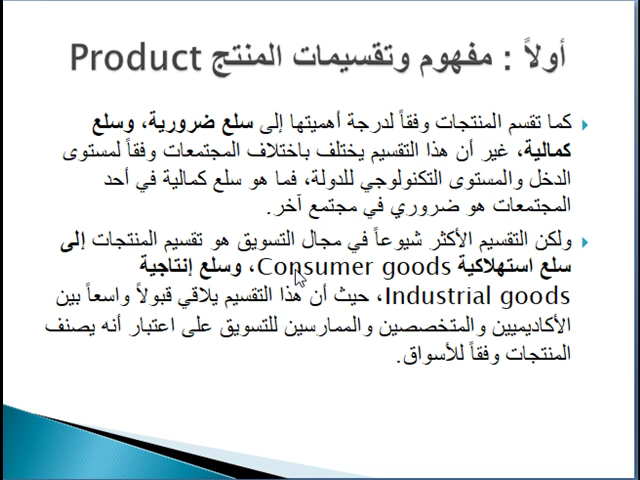 أولاً : مفهوم وتقسيمات المنتج Product
كما تقسم المنتجات وفقاً لدرجة أهميتها إلى سلع ضرورية، وسلع
كمالية، غير أن هذا التقسيم يختلف باختلاف المجتمعات وفقاً لمستوى
الدخل والمستوى التكنولوجي للدولة، فما هو سلع كمالية في أحد
المجتمعات هو ضروري في مجتمع آخر.
ولكن التقسيم الأكثر شيوعاً في مجال التسويق هو تقسيم المنتجات إلى
سلع استهلاكية Consumer goods، وسلع إنتاجية
Industrial goods، حيث أن هذا التقسيم يلاقي قبولاً واسعاً بين
الأكاديميين والمتخصصين والممارسين للتسويق على اعتبار أنه يصنف
المنتجات وفقاً للأسواق.